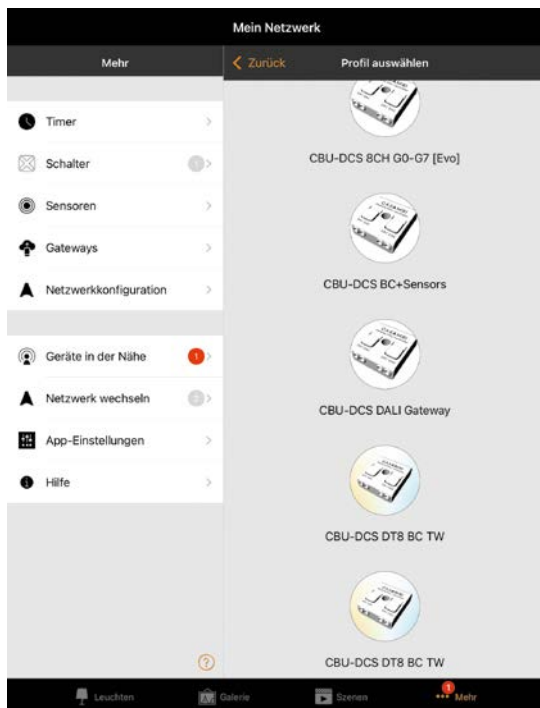 Mein Netzwerk
Mehr
Zurück
Profil auswählen
Timer
Schalter
Sensoren
Gateways
Netzwerkkonfiguration
Geräte in der Nähe
1
Netzwerk wechseln
App-Einstellungen
Hilfe
?
CBU-DCS 8CH G0-G7 [Evo]
CBU-DCS BC+Sensors
CBU-DCS DALI Gateway
CBU-DCS DT8 BC TW
CBU-DCS DT8 BC TW
Leuchten
Galerie
Szenen
1
Mehr